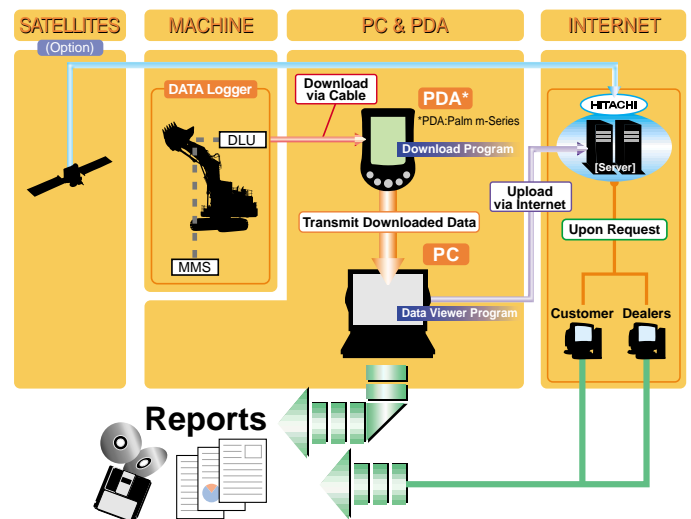 SATELLITES
(Option)
MACHINE
PC & PDA
INTERNET
DATA Logger
Download
via Cable
PDA*
*PDA:Palm m-Series
HITACHI
DLU
Download Program
[Server]
Upload
via Internet
Transmit Downloaded Data
Upon Request
PC
MMS
Data Viewer Program
Customer
Dealers
Reports